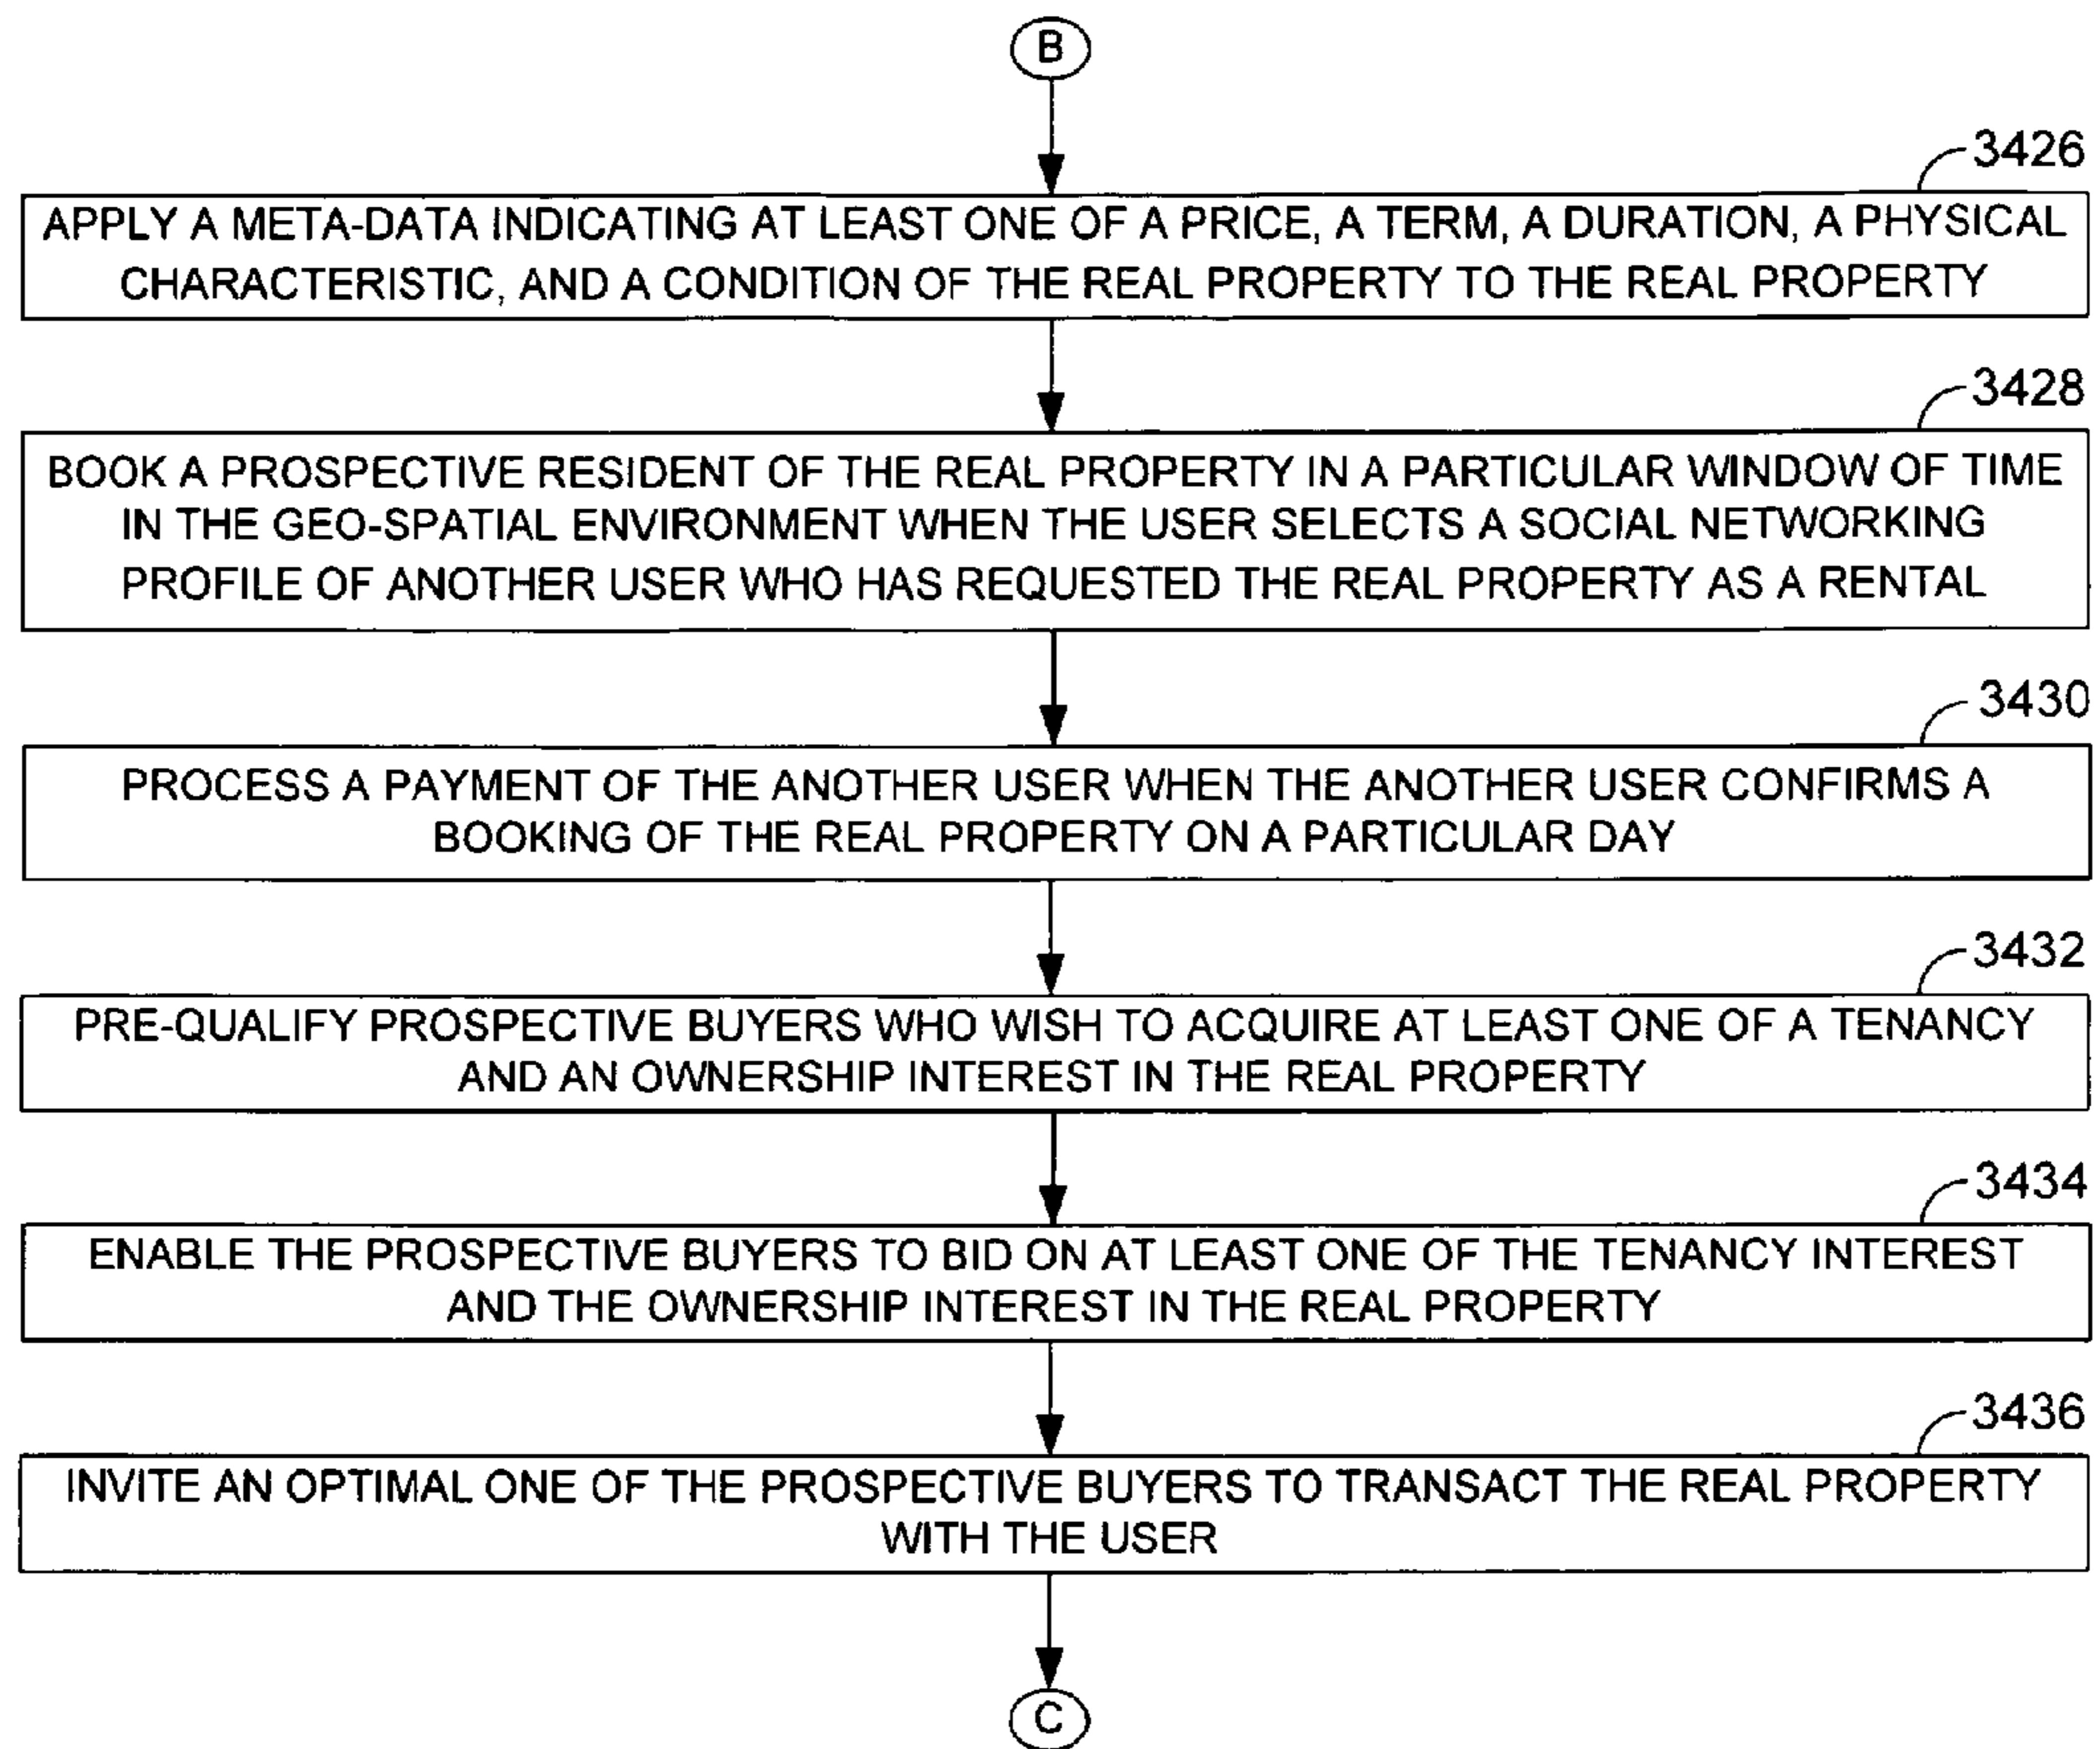 B
3426
APPLY A META-DATA INDICATING AT LEAST ONE OF A PRICE, A TERM, A DURATION, A PHYSICAL
CHARACTERISTIC, AND A CONDITION OF THE REAL PROPERTY TO THE REAL PROPERTY
3428
BOOK A PROSPECTIVE RESIDENT OF THE REAL PROPERTY IN A PARTICULAR WINDOW OF TIME
IN THE GEO-SPATIAL ENVIRONMENT WHEN THE USER SELECTS A SOCIAL NETWORKING
PROFILE OF ANOTHER USER WHO HAS REQUESTED THE REAL PROPERTY AS A RENTAL
3430
PROCESS A PAYMENT OF THE ANOTHER USER WHEN THE ANOTHER USER CONFIRMS A
BOOKING OF THE REAL PROPERTY ON A PARTICULAR DAY
3432
PRE-QUALIFY PROSPECTIVE BUYERS WHO WISH TO ACQUIRE AT LEAST ONE OF A TENANCY
AND AN OWNERSHIP INTEREST IN THE REAL PROPERTY
3434
ENABLE THE PROSPECTIVE BUYERS TO BID ON AT LEAST ONE OF THE TENANCY INTEREST
AND THE OWNERSHIP INTEREST IN THE REAL PROPERTY
3436
INVITE AN OPTIMAL ONE OF THE PROSPECTIVE BUYERS TO TRANSACT THE REAL PROPERTY
WITH THE USER
C